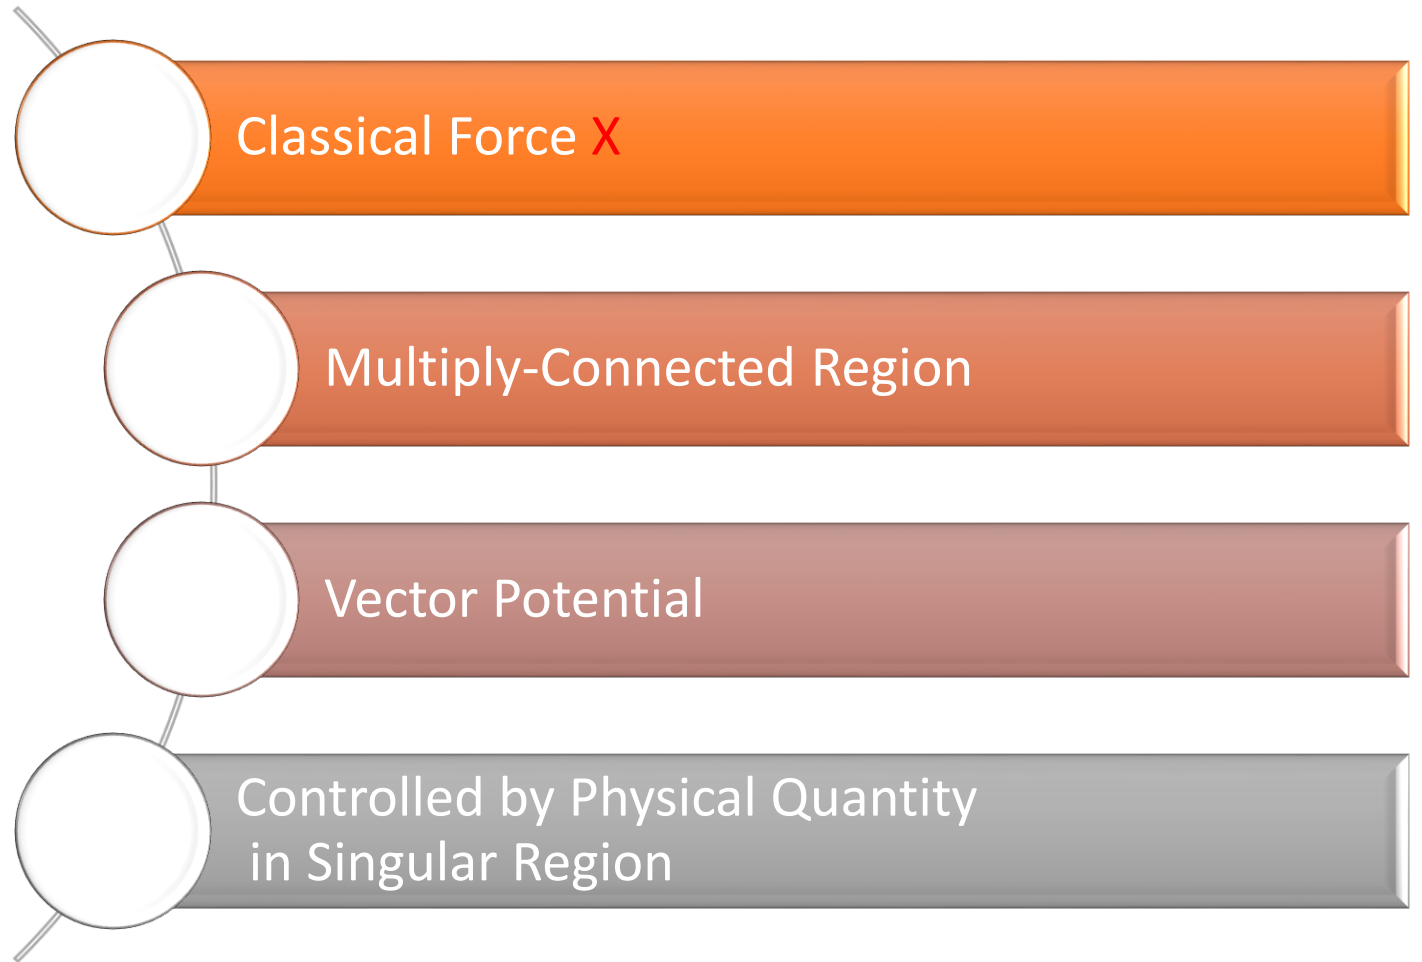 Classical Force X
Multiply-Connected Region
Vector Potential
Controlled by Physical Quantity
in Singular Region